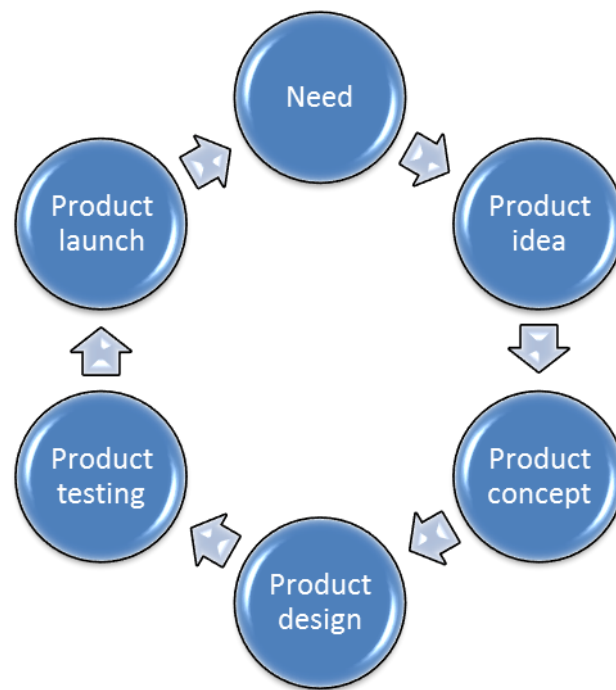 Need
Product
idea
Product
concept
Product
design
Product
testing
Product
launch